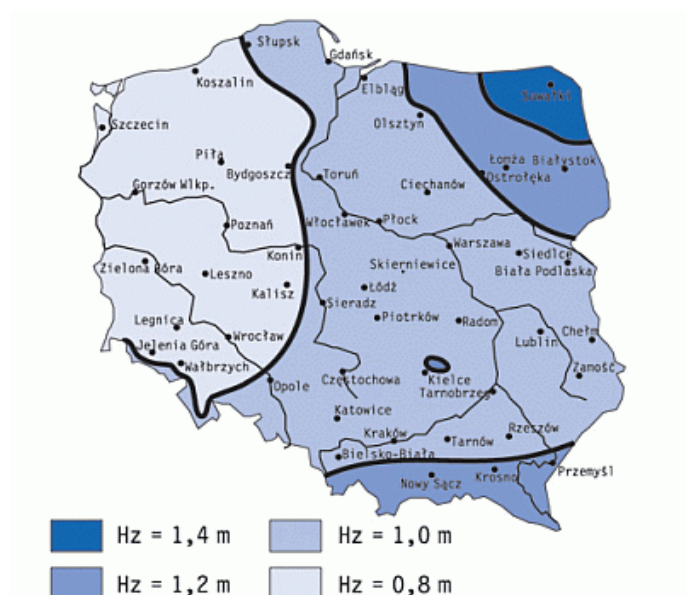 Słupsk
Gdańsk
Koszalin
Elbląg
Suwałki
Szczecin
Olsztyn
Piła
Bydgoszcz
Toruń
Łomża
Białystok
Ostrołęka
Gorzów Wlkp.
Ciechanów
Włocławek
Płock
Poznań
Warszawa
Konin
Siedlce
Skierniewice
Biała Podlaska
Zielona Góra
Leszno
Kalisz
Łódź
Sieradz
Legnica
Piotrków
Radom
Wrocław
Lublin
Chełm
Jelenia Góra
Wałbrzych
Zamość
Opole
Częstochowa
Kielce
Tarnobrzeg
Katowice
Kraków
Tarnów
Rzeszów
Bielsko-Biała
Nowy Sącz
Krosno
Przemyśl
Hz = 1,4 m
Hz = 1,0 m
Hz = 1,2 m
Hz = 0,8 m